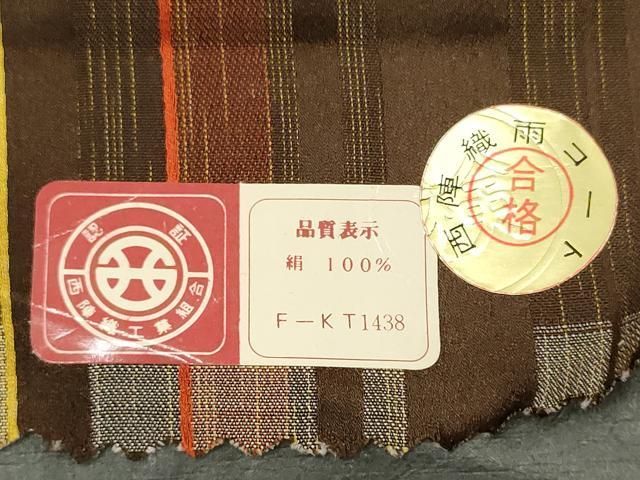 認証
西陣織工業組合
品質表示
絹 100%
F-KT1438
西陣織雨コート
合格